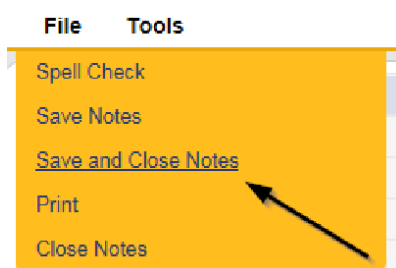 File Tools
Spell Check
Save Notes
Save and Close Notes
Print
Close Notes